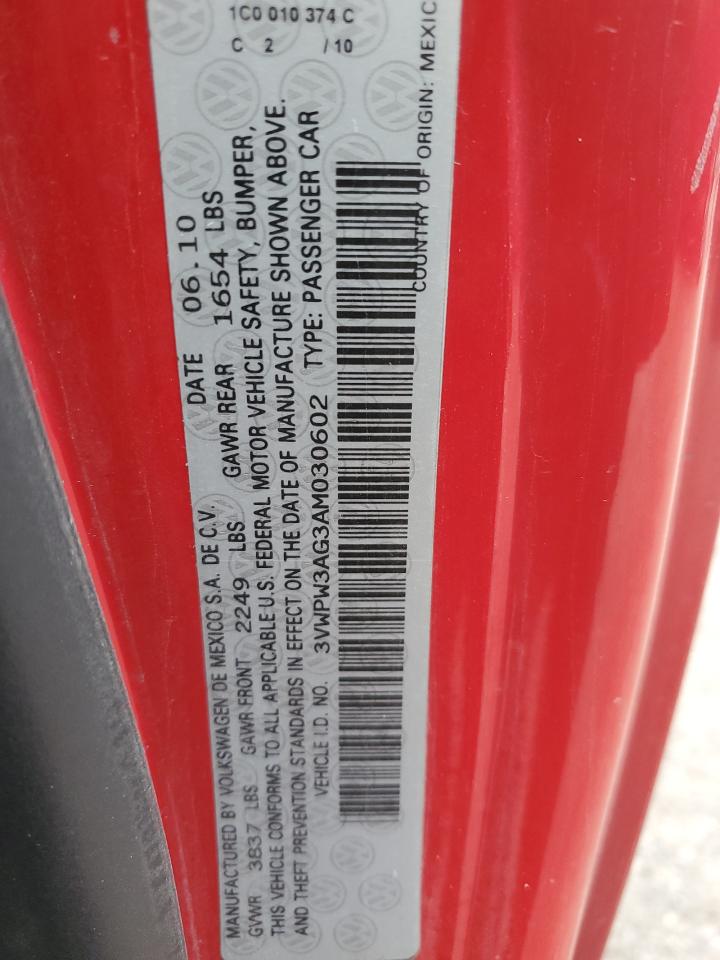 MANUFACTURED BY VOLKSWAGEN DE MEXICO S.A. DE C.V. DATE 06.10
GVWR 3837 LBS GAWR FRONT 2249 LBS GAWR REAR 1654 LBS
THIS VEHICLE CONFORMS TO ALL APPLICABLE U.S. FEDERAL MOTOR VEHICLE SAFETY, BUMPER,
AND THEFT PREVENTION STANDARDS IN EFFECT ON THE DATE OF MANUFACTURE SHOWN ABOVE.
VEHICLE I.D. NO. 3VWPW3AG3AM030602 TYPE: PASSENGER CAR
COUNTRY OF ORIGIN: MEXIC
1C0 010 374 C
C 2 /10